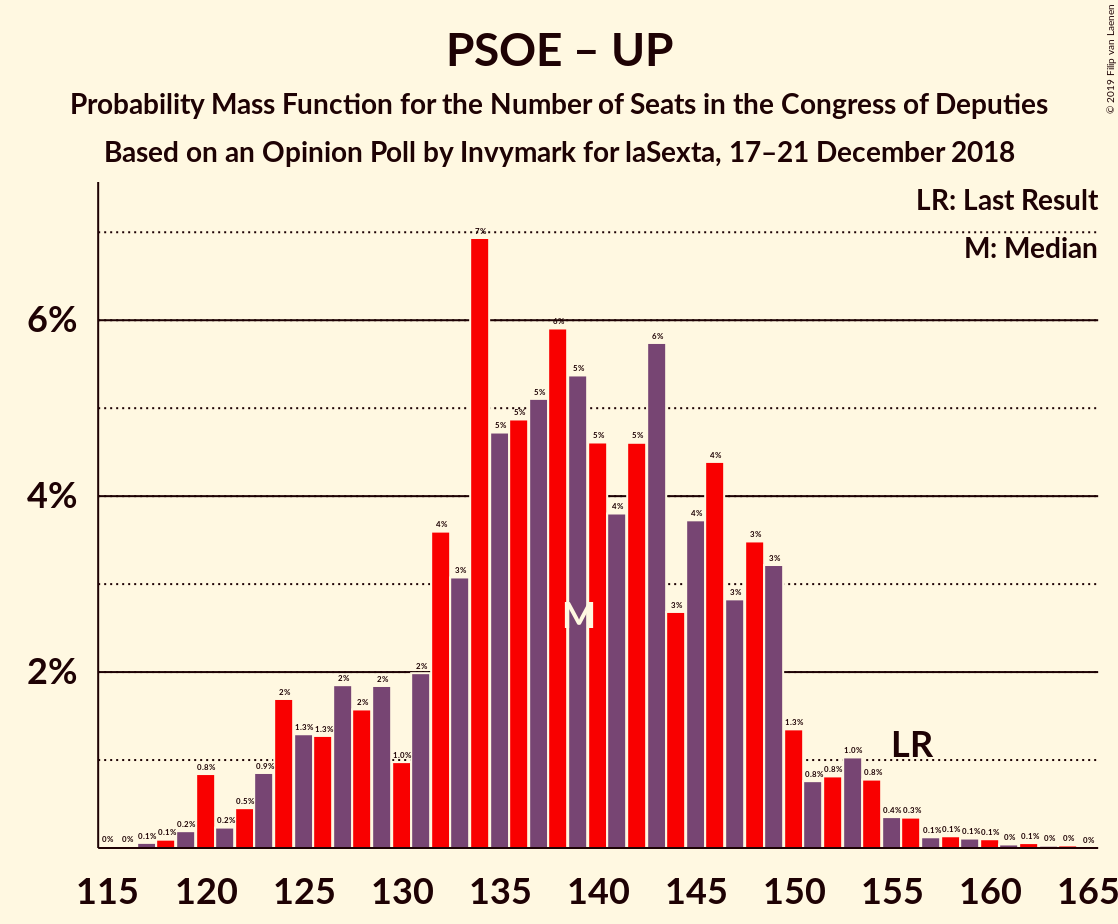 PSOE – UP
Probability Mass Function for the Number of Seats in the Congress of Deputies
Based on an Opinion Poll by Invymark for laSexta, 17–21 December 2018
© 2019 Filip van Laenen
LR: Last Result
M: Median
6%
4%
2%
0% 0% 0.1% 0.1% 0.2% 0.8% 0.2% 0.5% 0.9% 2% 1.3% 1.3% 2% 2% 2% 1.0% 2% 4% 3% 7% 5% 5% 5% 6% 5% 5% 4% 5% 6% 3% 4% 4% 3% 3% 3% 1.3% 0.8% 0.8% 1.0% 0.8% 0.4% 0.3% 0.1% 0.1% 0.1% 0.1% 0% 0.1% 0% 0% 0%
M
LR
115 120 125 130 135 140 145 150 155 160 165